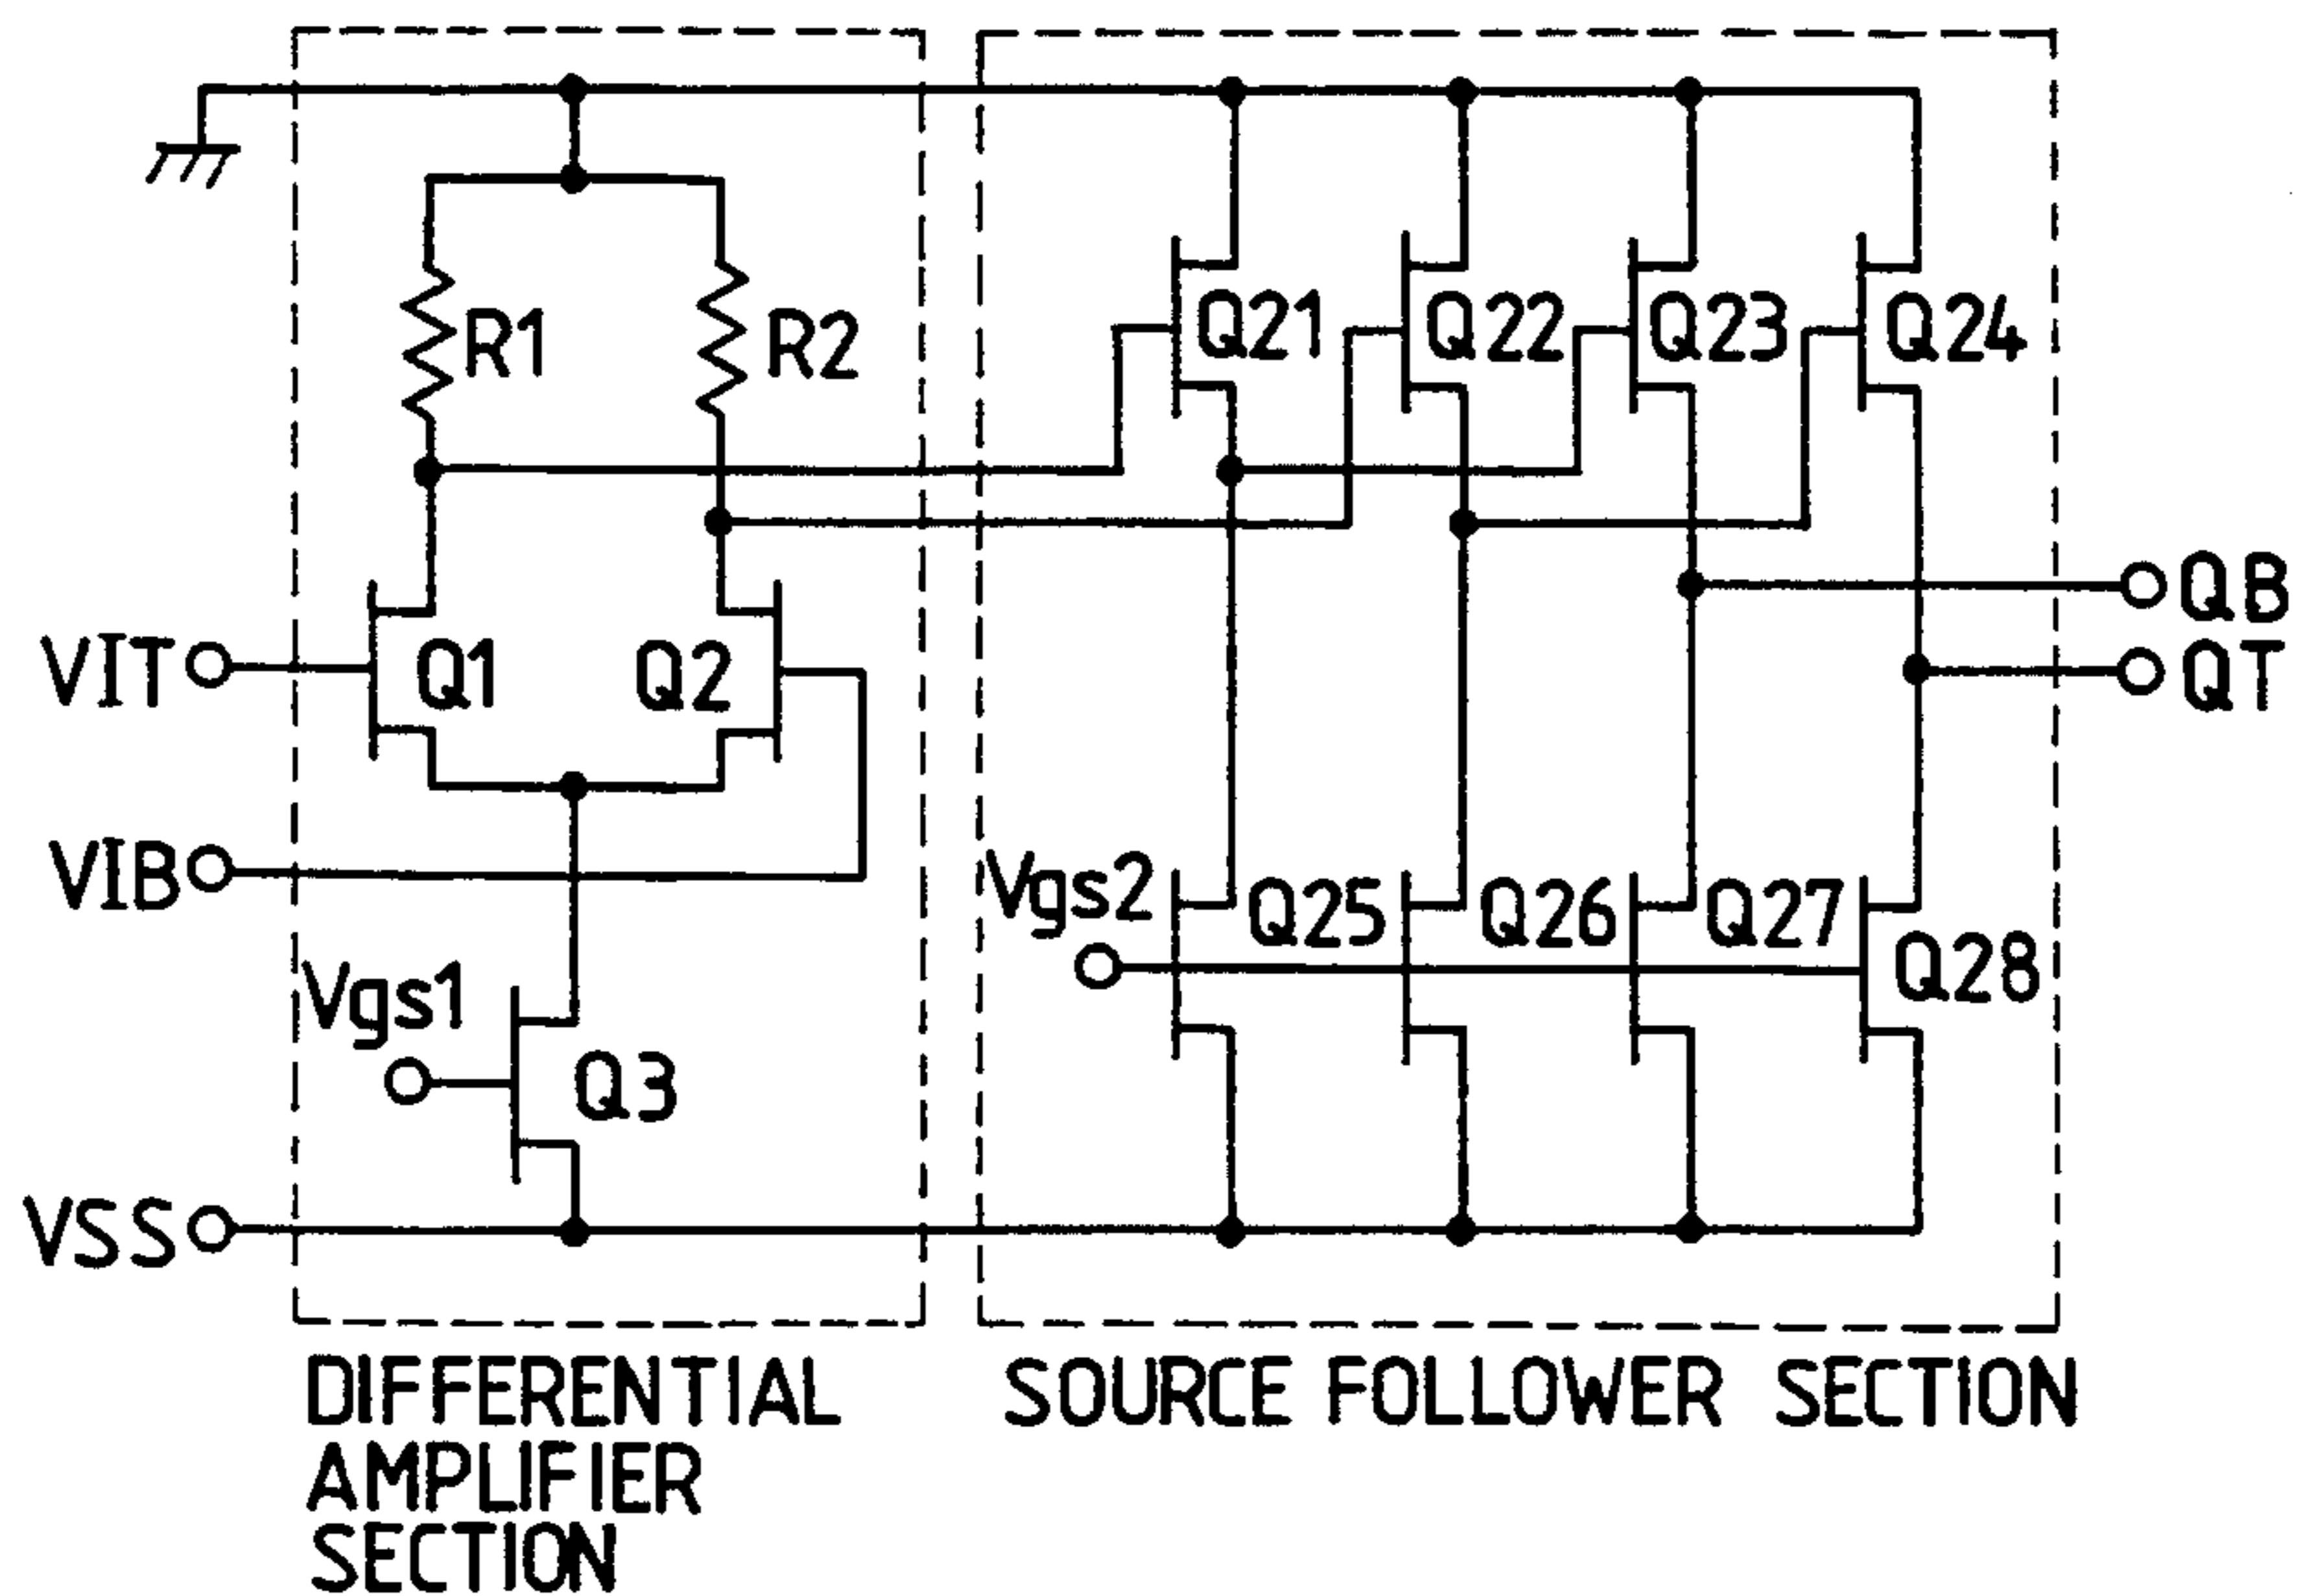 R1
R2
Q21
Q22
Q23
Q24
QB
QT
VIT
Q1
Q2
VIB
Vgs2
Q25
Q26
Q27
Q28
Vgs1
Q3
VSS
DIFFERENTIAL
AMPLIFIER
SECTION
SOURCE FOLLOWER SECTION